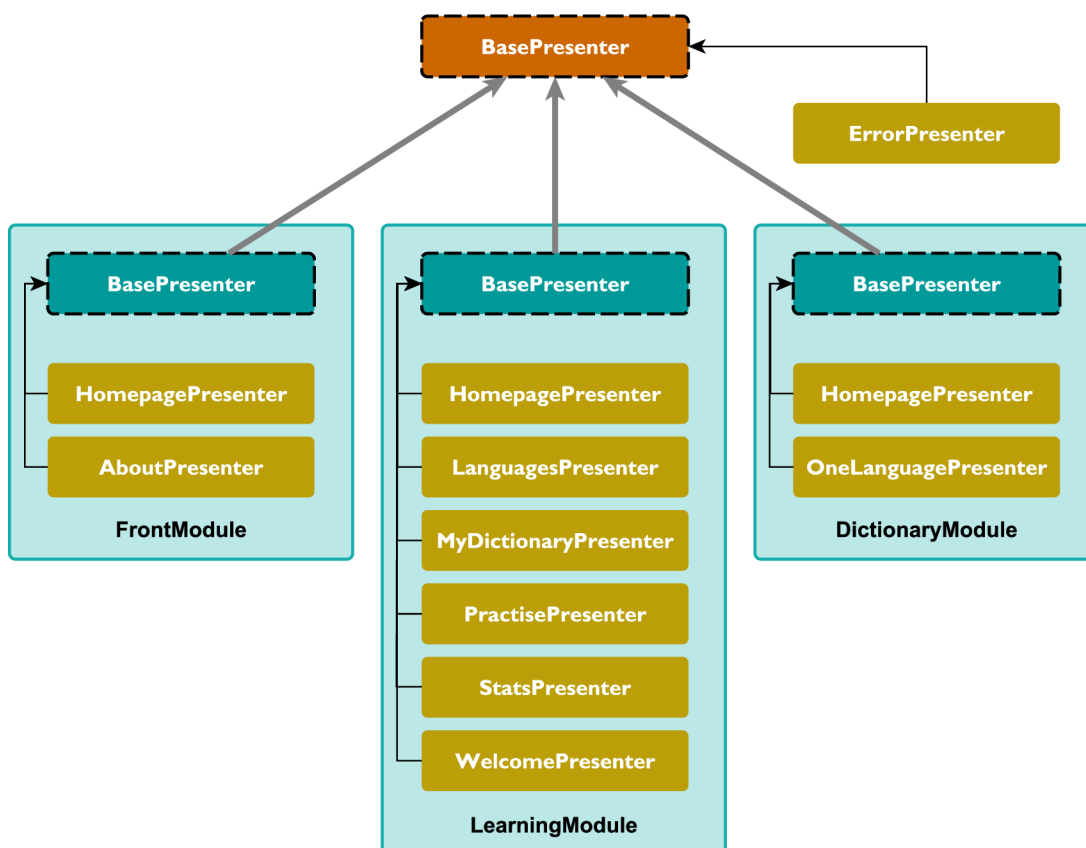 BasePresenter
ErrorPresenter
BasePresenter
HomepagePresenter
AboutPresenter
FrontModule
BasePresenter
HomepagePresenter
LanguagesPresenter
MyDictionaryPresenter
PractisePresenter
StatsPresenter
WelcomePresenter
LearningModule
BasePresenter
HomepagePresenter
OneLanguagePresenter
DictionaryModule